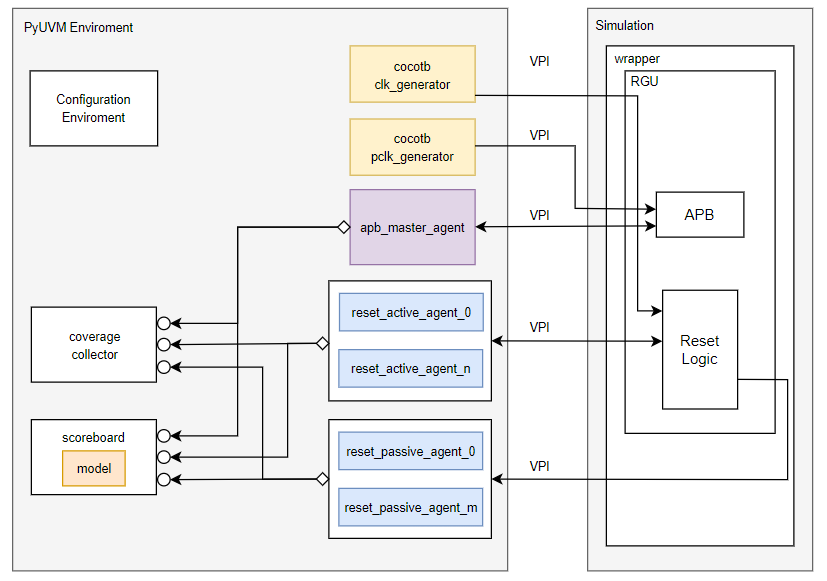 PyUVM Enviroment
Configuration
Enviroment
cocotb
clk_generator
cocotb
pclk_generator
apb_master_agent
reset_active_agent_0
reset_active_agent_n
coverage
collector
scoreboard
model
reset_passive_agent_0
reset_passive_agent_m
VPI
VPI
VPI
VPI
VPI
Simulation
wrapper
RGU
APB
Reset
Logic